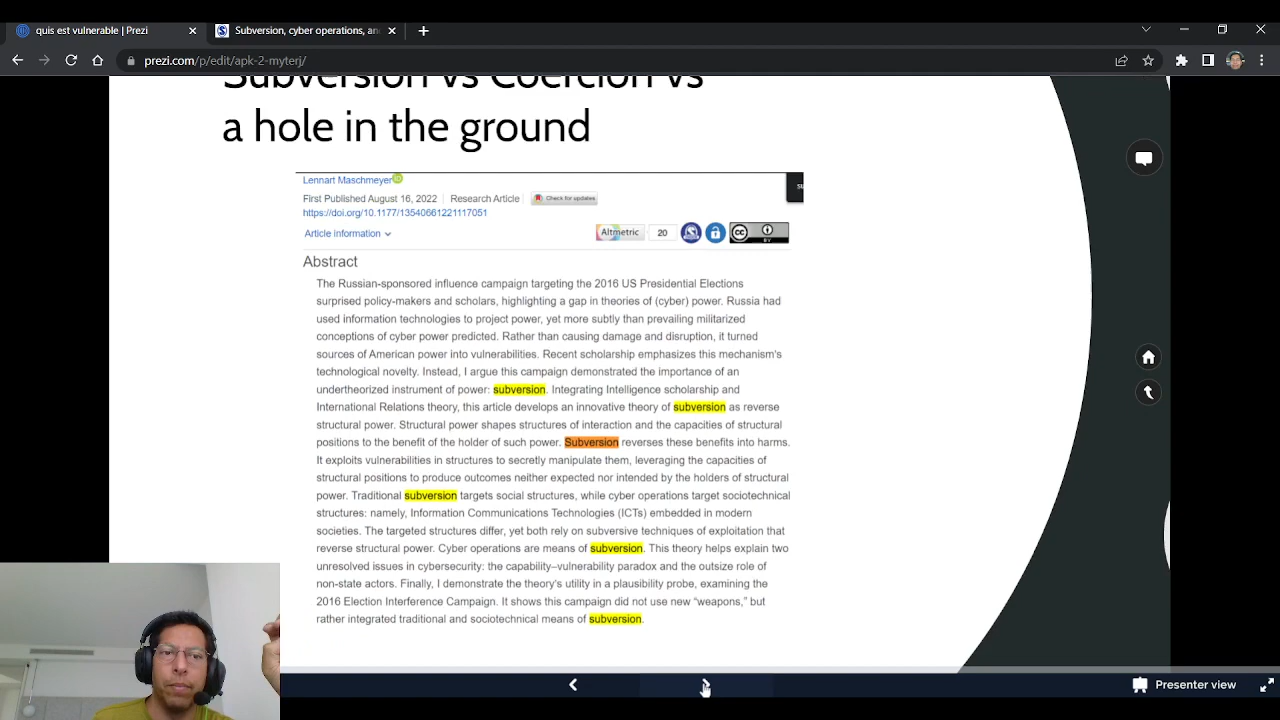 quis est vulnerable | Prezi
Subversion, cyber operations, an
prezi.com/p/edit/apk-2-myterj/
Subversion vs Coercion vs
a hole in the ground
Lennart Maschmeyer iD
First Published August 16, 2022 | Research Article
Check for updates
https://doi.org/10.1177/13540661221117051
Article Information
Altmetric 20
cc BY
Abstract
The Russian-sponsored influence campaign targeting the 2016 US Presidential Elections
surprised policy-makers and scholars, highlighting a gap in theories of (cyber) power. Russia had
used information technologies to project power, yet more subtly than prevailing militarized
conceptions of cyber power predicted. Rather than causing damage and disruption, it turned
sources of American power into vulnerabilities. Recent scholarship emphasizes this mechanism's
technological novelty. Instead, I argue this campaign demonstrated the importance of an
undertheorized instrument of power: subversion. Integrating Intelligence scholarship and
International Relations theory, this article develops an innovative theory of subversion as reverse
structural power. Structural power shapes structures of interaction and the capacities of structural
positions to the benefit of the holder of such power. Subversion reverses these benefits into harms.
It exploits vulnerabilities in structures to secretly manipulate them, leveraging the capacities of
structural positions to produce outcomes neither expected nor intended by the holders of structural
power. Traditional subversion targets social structures, while cyber operations target sociotechnical
structures: namely, Information Communications Technologies (ICTs) embedded in modern
societies. The targeted structures differ, yet both rely on subversive techniques of exploitation that
reverse structural power. Cyber operations are means of subversion. This theory helps explain two
unresolved issues in cybersecurity: the capability–vulnerability paradox and the outsize role of
non-state actors. Finally, I demonstrate the theory's utility in a plausibility probe, examining the
2016 Election Interference Campaign. It shows this campaign did not use new “weapons,” but
rather integrated traditional and sociotechnical means of subversion.
Presenter view